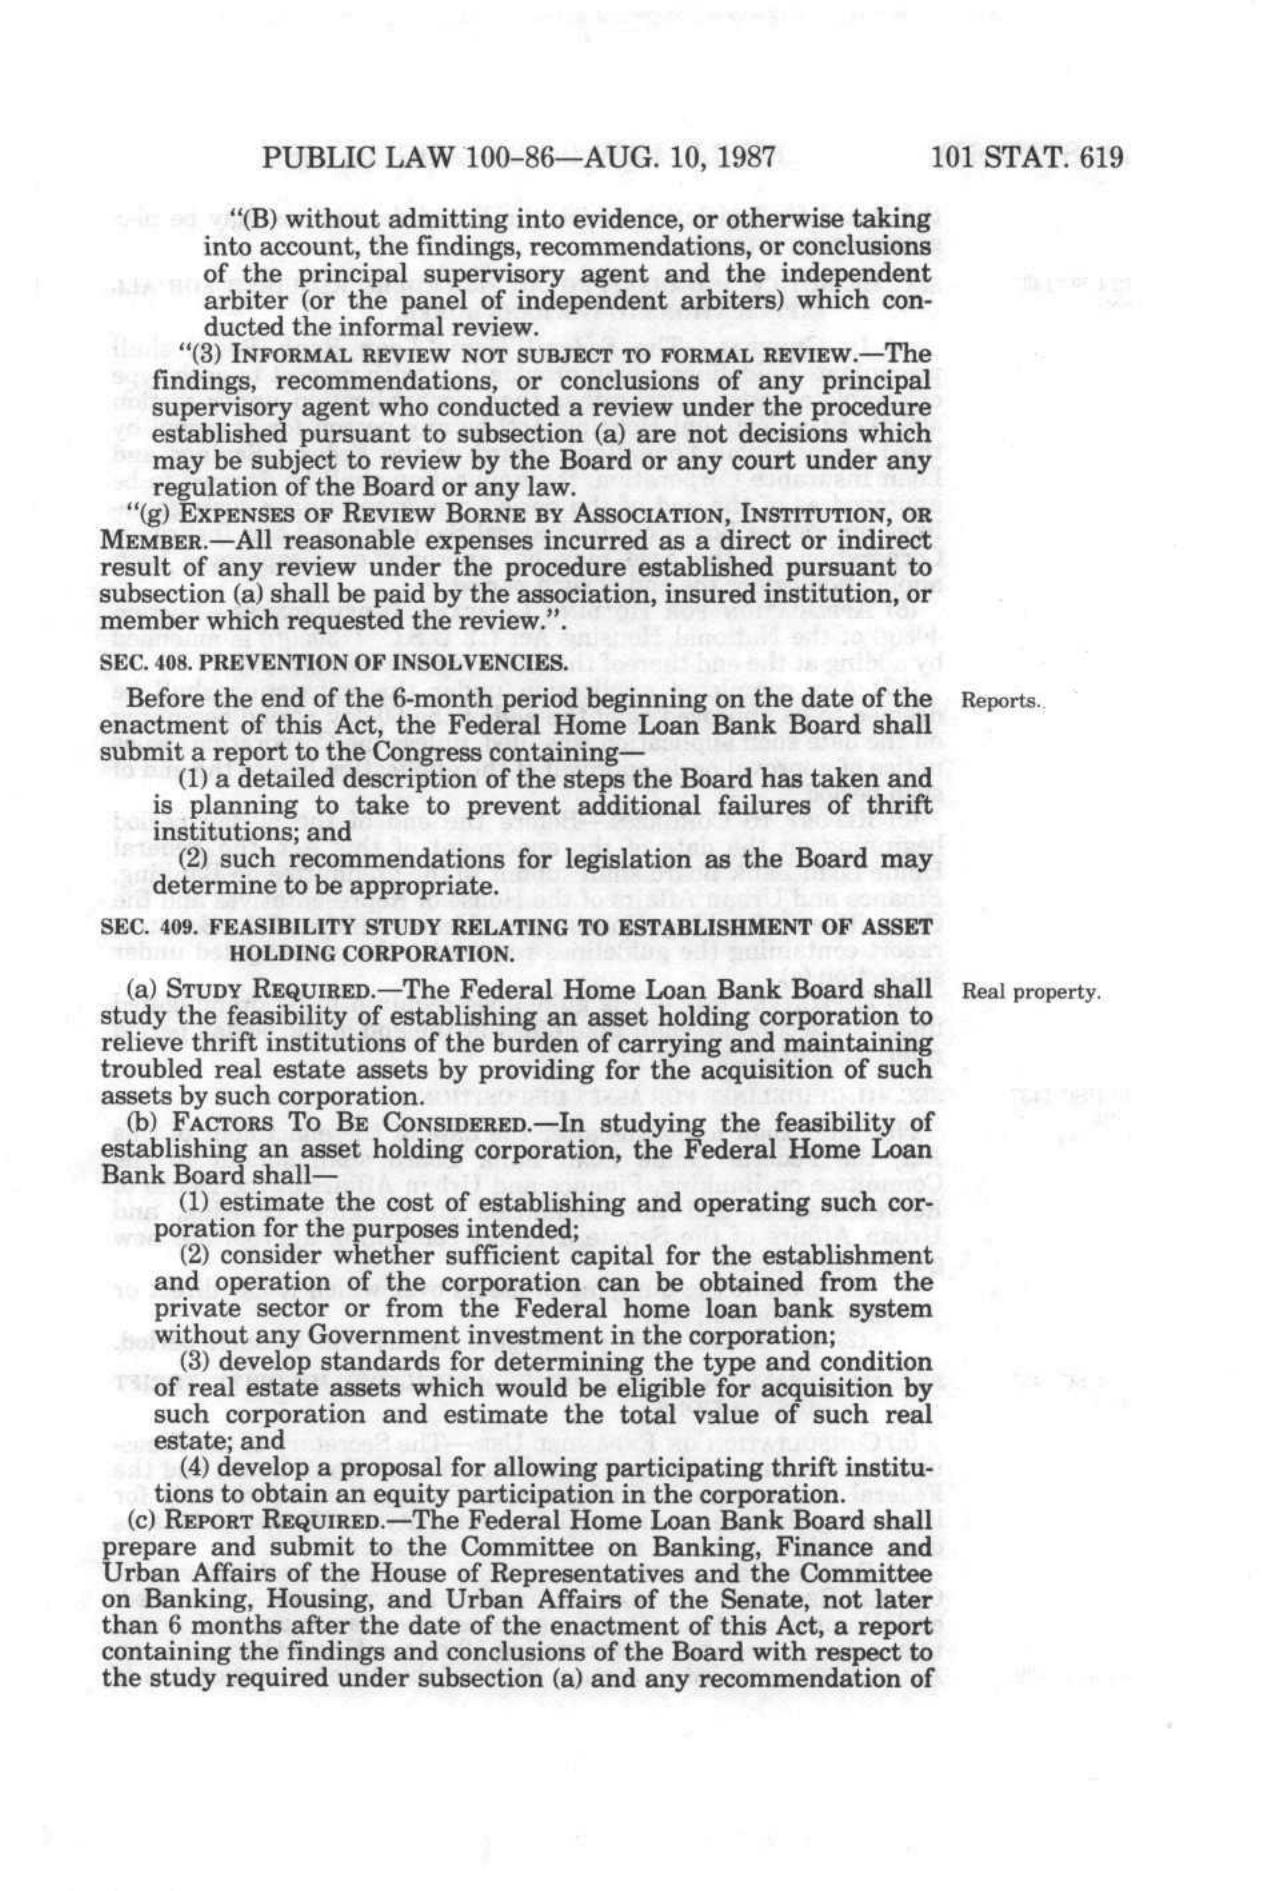 PUBLIC LAW 100-86—AUG. 10, 1987 101 STAT. 619
"(B) without admitting into evidence, or otherwise taking
into account, the findings, recommendations, or conclusions
of the principal supervisory agent and the independent
arbiter (or the panel of independent arbiters) which con-
ducted the informal review.
"(3) INFORMAL REVIEW NOT SUBJECT TO FORMAL REVIEW.—The
findings, recommendations, or conclusions of any principal
supervisory agent who conducted a review under the procedure
established pursuant to subsection (a) are not decisions which
may be subject to review by the Board or any court under any
regulation of the Board or any law.
"(g) EXPENSES OF REVIEW BORNE BY ASSOCIATION, INSTITUTION, OR
MEMBER.—All reasonable expenses incurred as a direct or indirect
result of any review under the procedure established pursuant to
subsection (a) shall be paid by the association, insured institution, or
member which requested the review.".
SEC. 408. PREVENTION OF INSOLVENCIES.
Before the end of the 6-month period beginning on the date of the Reports.
enactment of this Act, the Federal Home Loan Bank Board shall
submit a report to the Congress containing—
(1) a detailed description of the steps the Board has taken and
is planning to take to prevent additional failures of thrift
institutions; and
(2) such recommendations for legislation as the Board may
determine to be appropriate.
SEC. 409. FEASIBILITY STUDY RELATING TO ESTABLISHMENT OF ASSET
HOLDING CORPORATION.
(a) STUDY REQUIRED.—The Federal Home Loan Bank Board shall Real property.
study the feasibility of establishing an asset holding corporation to
relieve thrift institutions of the burden of carrying and maintaining
troubled real estate assets by providing for the acquisition of such
assets by such corporation.
(b) FACTORS TO BE CONSIDERED.—In studying the feasibility of
establishing an asset holding corporation, the Federal Home Loan
Bank Board shall—
(1) estimate the cost of establishing and operating such cor-
poration for the purposes intended;
(2) consider whether sufficient capital for the establishment
and operation of the corporation can be obtained from the
private sector or from the Federal home loan bank system
without any Government investment in the corporation;
(3) develop standards for determining the type and condition
of real estate assets which would be eligible for acquisition by
such corporation and estimate the total value of such real
estate; and
(4) develop a proposal for allowing participating thrift institu-
tions to obtain an equity participation in the corporation.
(c) REPORT REQUIRED.—The Federal Home Loan Bank Board shall
prepare and submit to the Committee on Banking, Finance and
Urban Affairs of the House of Representatives and the Committee
on Banking, Housing, and Urban Affairs of the Senate, not later
than 6 months after the date of the enactment of this Act, a report
containing the findings and conclusions of the Board with respect to
the study required under subsection (a) and any recommendation of